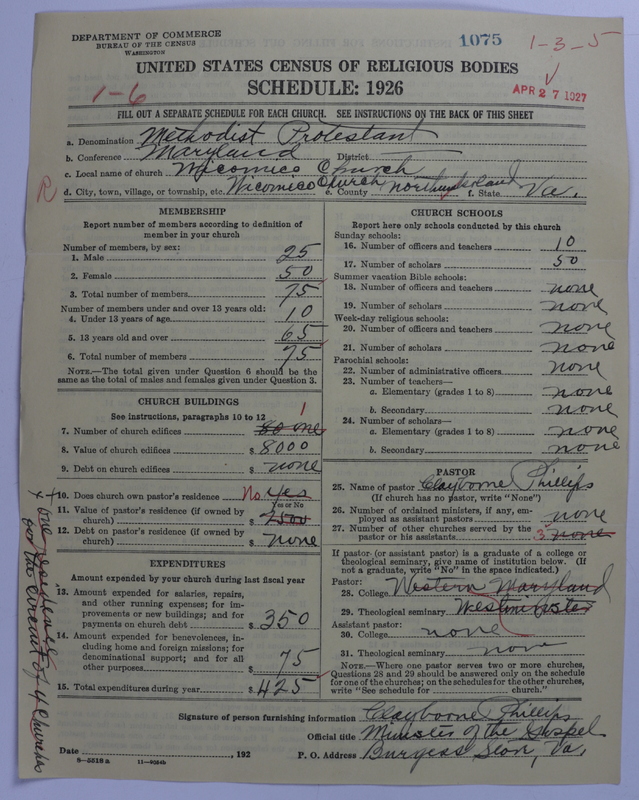 DEPARTMENT OF COMMERCE
BUREAU OF THE CENSUS
WASHINGTON
1075
1-3-5
UNITED STATES CENSUS OF RELIGIOUS BODIES
SCHEDULE: 1926
1-6
APR 27 1927
FILL OUT A SEPARATE SCHEDULE FOR EACH CHURCH. SEE INSTRUCTIONS ON THE BACK OF THIS SHEET
a. Denomination Methodist Protestant
b. Conference Maryland District
c. Local name of church Wicomico Church
R
d. City, town, village, or township, etc. Wicomico Church e. County Northumberland f. State Va.
MEMBERSHIP
Report number of members according to definition of member in your church
Number of members, by sex:
1. Male 25
2. Female 50
3. Total number of members 75
Number of members under and over 13 years old:
4. Under 13 years of age 10
5. 13 years old and over 65
6. Total number of members 75
NOTE.—The total given under Question 6 should be the same as the total of males and females given under Question 3.
CHURCH BUILDINGS
See instructions, paragraphs 10 to 12
7. Number of church edifices 1
8. Value of church edifices $ 8000
9. Debt on church edifices $ none
10. Does church own pastor's residence No Yes
Yes or No
11. Value of pastor's residence (if owned by church) $ 2500
12. Debt on pastor's residence (if owned by church) $ none
EXPENDITURES
Amount expended by your church during last fiscal year
13. Amount expended for salaries, repairs, and other running expenses; for improvements or new buildings; and for payments on church debt $ 350
14. Amount expended for benevolences, including home and foreign missions; for denominational support; and for all other purposes $ 75
15. Total expenditures during year $ 425
CHURCH SCHOOLS
Report here only schools conducted by this church
Sunday schools:
16. Number of officers and teachers 10
17. Number of scholars 50
Summer vacation Bible schools:
18. Number of officers and teachers none
19. Number of scholars none
Week-day religious schools:
20. Number of officers and teachers none
21. Number of scholars none
Parochial schools:
22. Number of administrative officers none
23. Number of teachers—
a. Elementary (grades 1 to 8) none
b. Secondary none
24. Number of scholars—
a. Elementary (grades 1 to 8) none
b. Secondary none
PASTOR
25. Name of pastor Clayborne Phillips
(If church has no pastor, write "None")
26. Number of ordained ministers, if any, employed as assistant pastors none
27. Number of other churches served by the pastor or his assistants 3 none
If pastor (or assistant pastor) is a graduate of a college or theological seminary, give name of institution below. (If not a graduate, write "No" in the space indicated.)
Pastor:
28. College Western Maryland
29. Theological seminary Westminster
Assistant pastor:
30. College none
31. Theological seminary none
NOTE.—Where one pastor serves two or more churches, Questions 28 and 29 should be answered only on the schedule for one of the churches; on the schedules for the other churches, write "See schedule for church."
+ one residence for the circuit of 4 churches
Signature of person furnishing information Clayborne Phillips
Official title Minister of the Gospel
Date , 192
P. O. Address Burgess Store, Va.
8-5518a 11-9054b